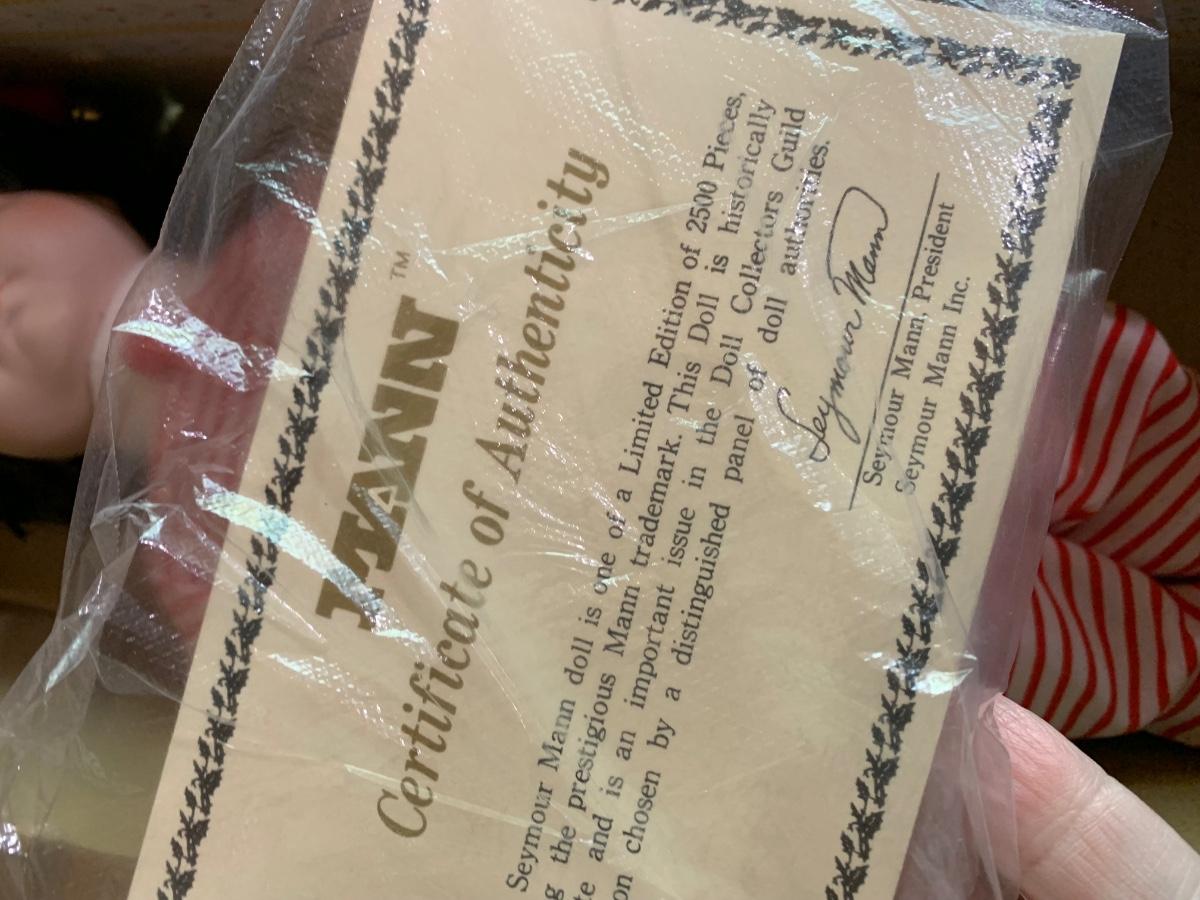 MANN™
Certificate of Authenticity
Seymour Mann doll is one of a Limited Edition of 2500 Pieces,
the prestigious Mann trademark. This Doll is historically
and is an important issue in the Doll Collectors Guild
chosen by a distinguished panel of doll authorities.
Seymour Mann
Seymour Mann, President
Seymour Mann Inc.